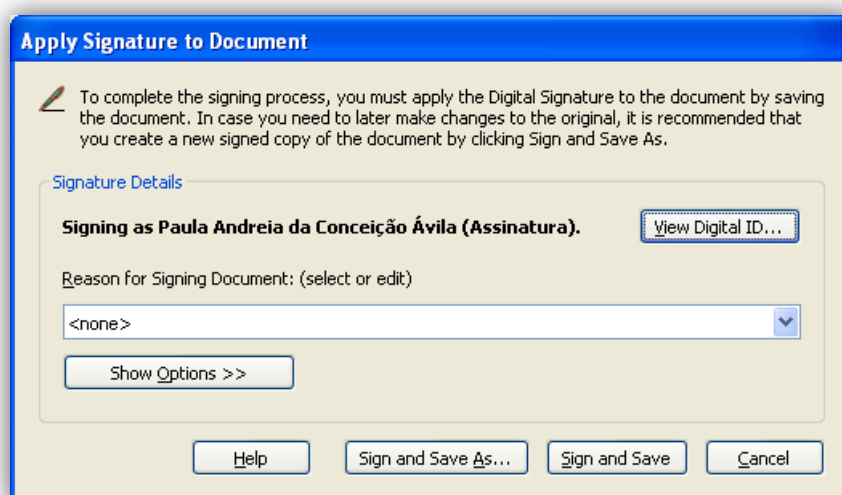 Apply Signature to Document
To complete the signing process, you must apply the Digital Signature to the document by saving
the document. In case you need to later make changes to the original, it is recommended that
you create a new signed copy of the document by clicking Sign and Save As.
Signature Details
Signing as Paula Andreia da Conceição Ávila (Assinatura).
View Digital ID...
Reason for Signing Document: (select or edit)
<none>
Show Options >>
Help
Sign and Save As...
Sign and Save
Cancel